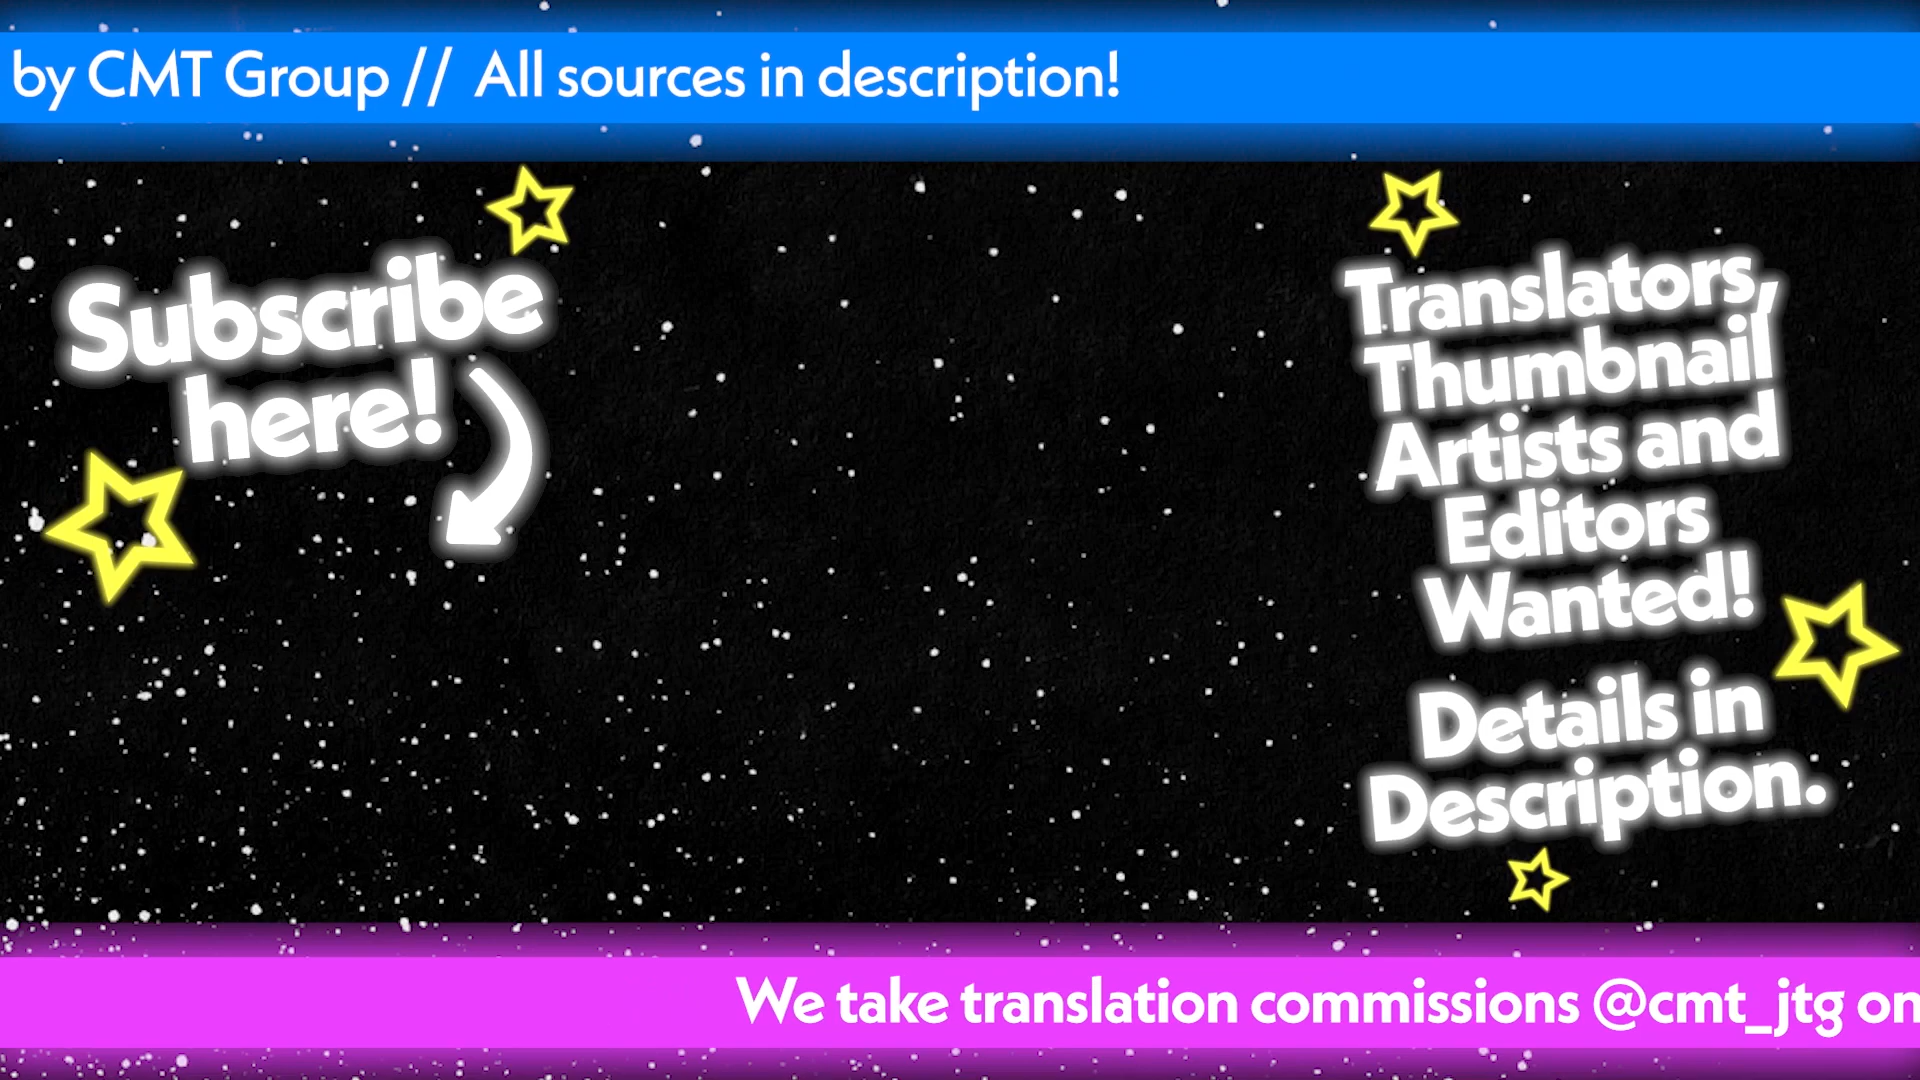 by CMT Group // All sources in description!
Subscribe
here!
Translators,
Thumbnail
Artists and
Editors
Wanted!
Details in
Description.
We take translation commissions @cmt_jtg on